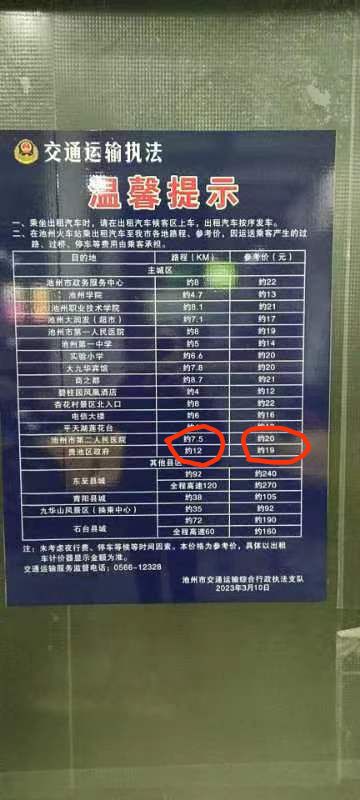 交通运输执法
温馨提示
一、乘坐出租汽车时，请在出租汽车候客区上车，出租汽车按序发车。
二、在池州火车站乘出租汽车至我市各地路程、参考价，因运送乘客产生的过
路、过桥、停车等费用由乘客承担。
目的地 路程（KM） 参考价（元）
主城区
池州市政务服务中心 约8 约22
池州学院 约4.7 约13
池州职业技术学院 约8.1 约21
池州大润发（超市） 约7.1 约17
池州市第一人民医院 约6 约19
池州第一中学 约5 约14
实验小学 约6.6 约20
大九华宾馆 约7.8 约20
商之都 约8.7 约21
碧桂园凤凰酒店 约4 约12
杏花村景区北入口 约8 约22
电信大楼 约6 约16
平天湖莲花台
池州市第二人民医院 约7.5 约20
贵池区政府 约12 约19
其他县区
东至县城 约92 约240
全程高速120 约270
青阳县城 约38 约105
九华山风景区（换乘中心） 约35 约92
石台县城 约72 约190
全程高速60 约160
注：未考虑夜行费、停车等候等时间因素。本价格为参考价，具体以出租
车计价器显示金额为准。
交通运输服务监督电话：0566-12328
池州市交通运输综合行政执法支队
2023年3月10日